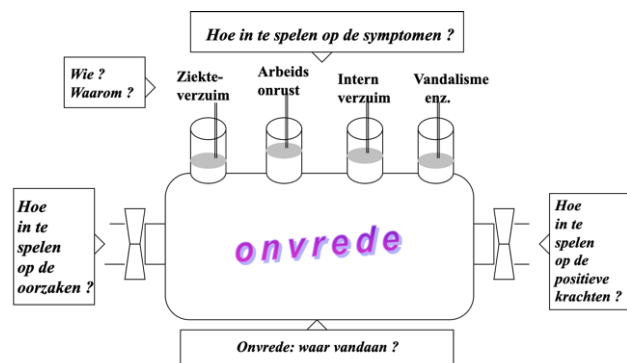 Hoe in te spelen op de symptomen ?
Wie ?
Waarom ?
Ziekte-
verzuim
Arbeids
onrust
Intern
verzuim
Vandalisme
enz.
Hoe
in te
spelen
op de
oorzaken ?
onvrede
Hoe
in te
spelen
op de
positieve
krachten ?
Onvrede: waar vandaan ?